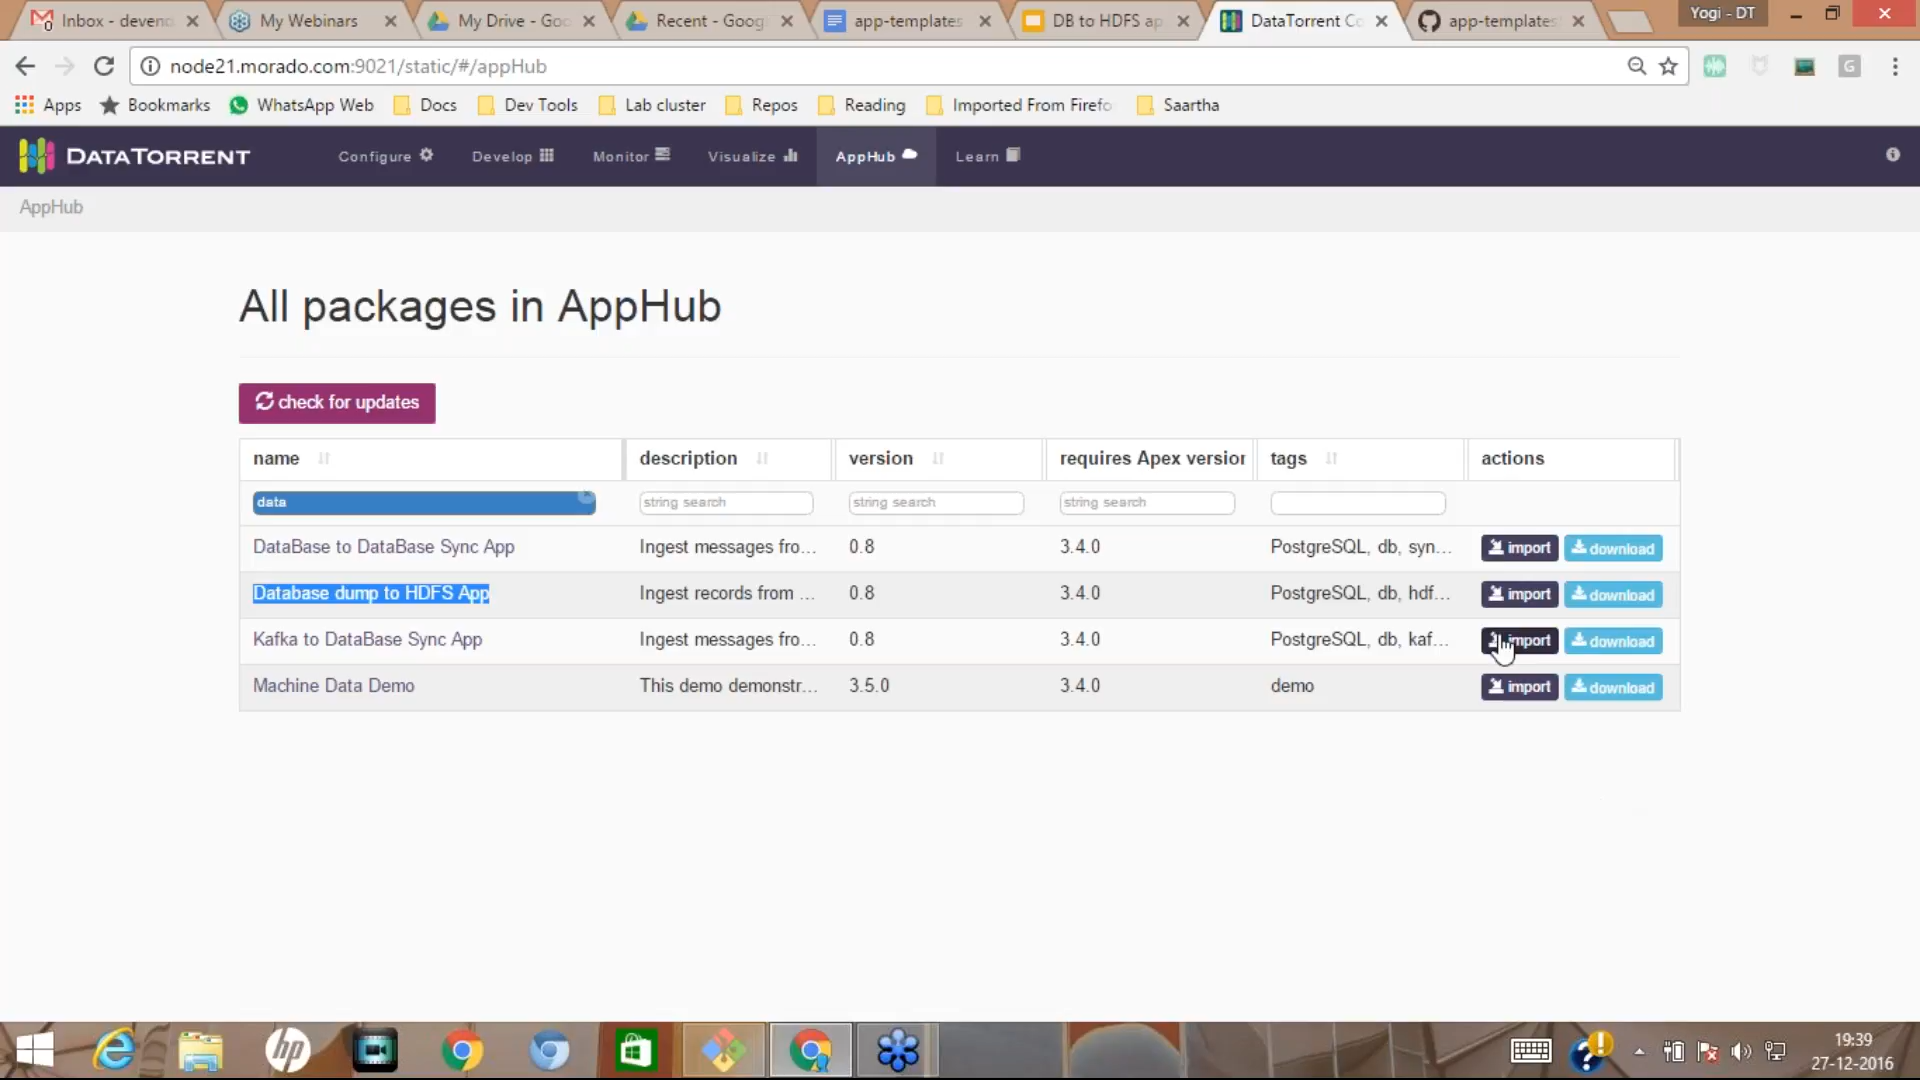 Inbox - deveno
My Webinars
My Drive - Goo
Recent - Googl
app-templates
DB to HDFS ap
DataTorrent Co
app-templates
Yogi - DT
node21.morado.com:9021/static/#/appHub
G
Apps
Bookmarks
WhatsApp Web
Docs
Dev Tools
Lab cluster
Repos
Reading
Imported From Firefo
Saartha
DATATORRENT
Configure
Develop
Monitor
Visualize
AppHub
Learn
AppHub
All packages in AppHub
check for updates
name description version requires Apex version tags actions
data string search string search string search
DataBase to DataBase Sync App Ingest messages fro... 0.8 3.4.0 PostgreSQL, db, syn... import download
Database dump to HDFS App Ingest records from ... 0.8 3.4.0 PostgreSQL, db, hdf... import download
Kafka to DataBase Sync App Ingest messages fro... 0.8 3.4.0 PostgreSQL, db, kaf... import download
Machine Data Demo This demo demonstr... 3.5.0 3.4.0 demo import download
hp
19:39
27-12-2016